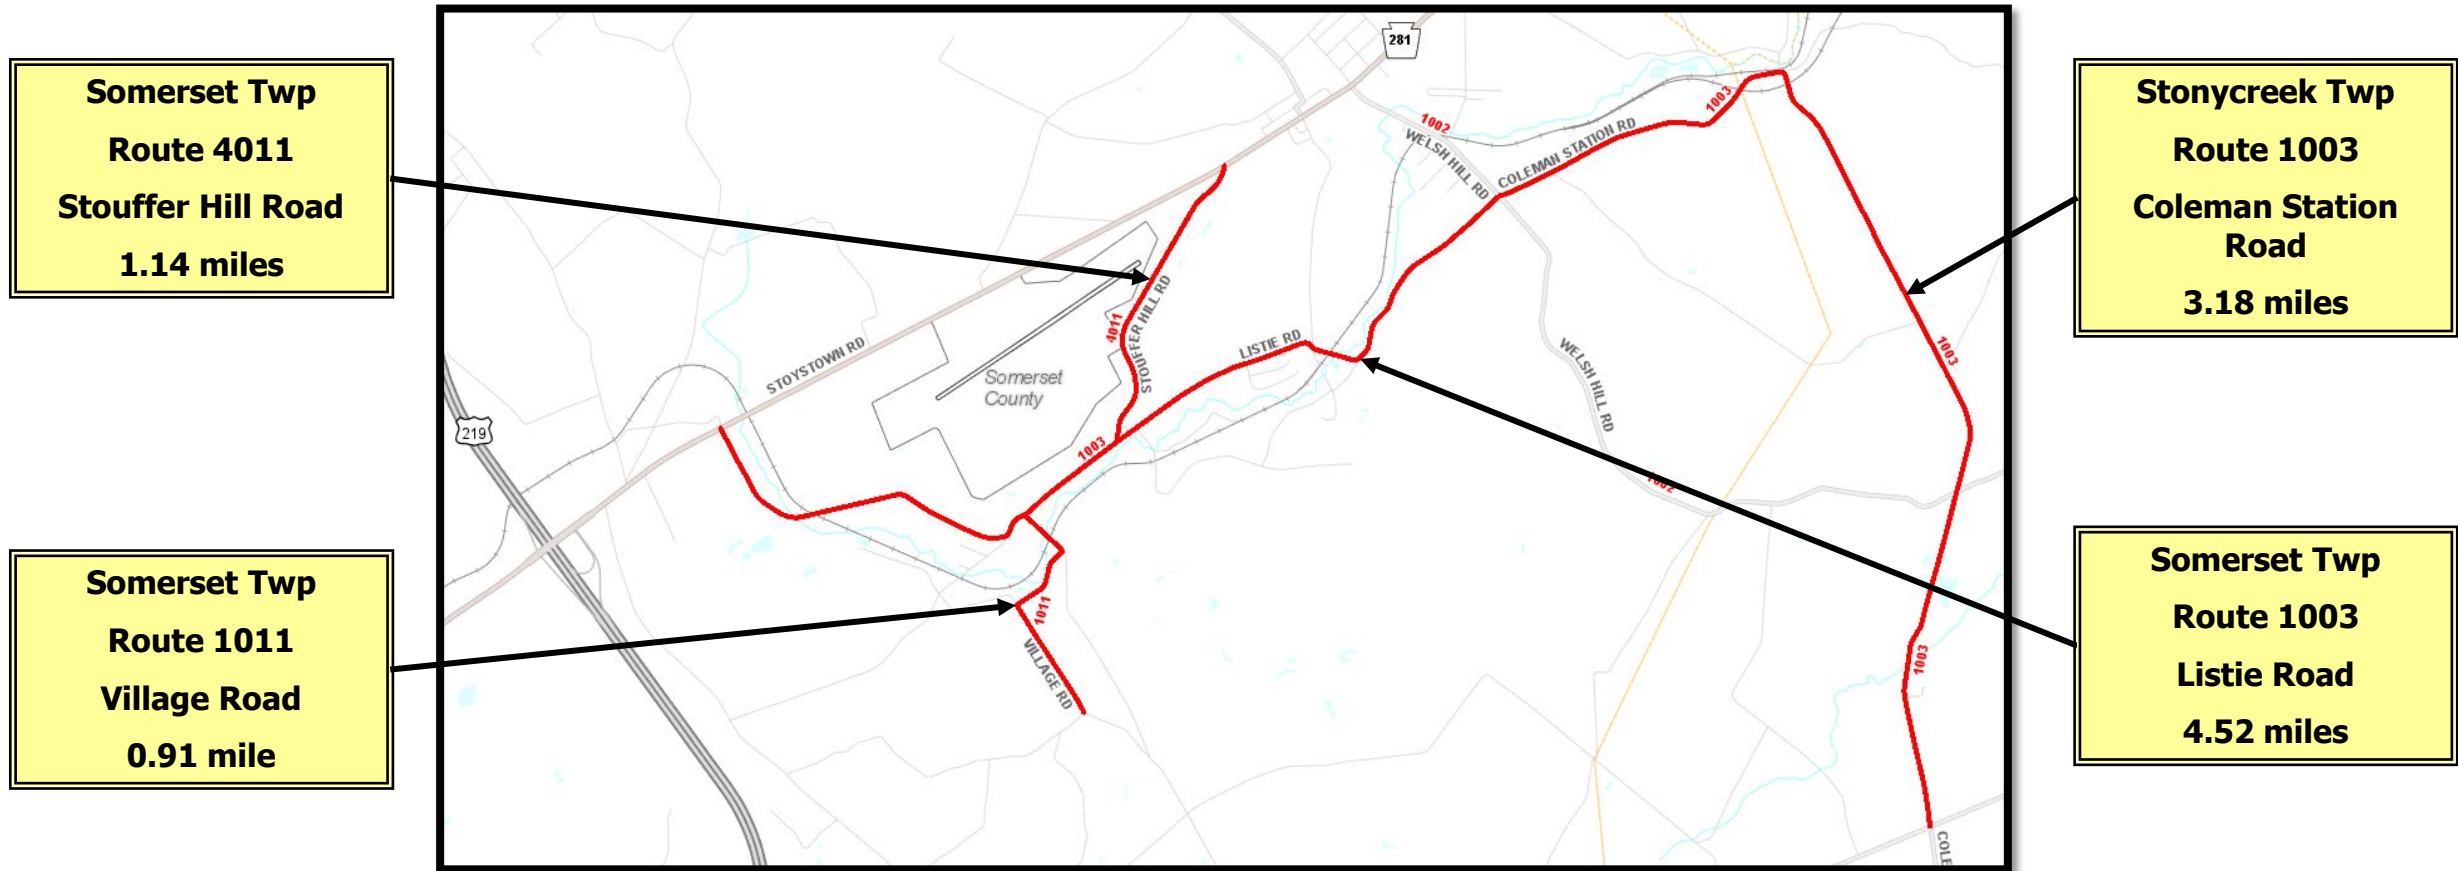 Somerset Twp
Route 4011
Stouffer Hill Road
1.14 miles
Somerset Twp
Route 1011
Village Road
0.91 mile
281
1002
WELSH HILL RD
COLEMAN STATION RD
1003
STOYSTOWN RD
4011
STOUFFER HILL RD
LISTIE RD
Somerset
County
219
1003
WELSH HILL RD
1002
1003
1011
VILLAGE RD
1003
COLE
Stonycreek Twp
Route 1003
Coleman Station
Road
3.18 miles
Somerset Twp
Route 1003
Listie Road
4.52 miles